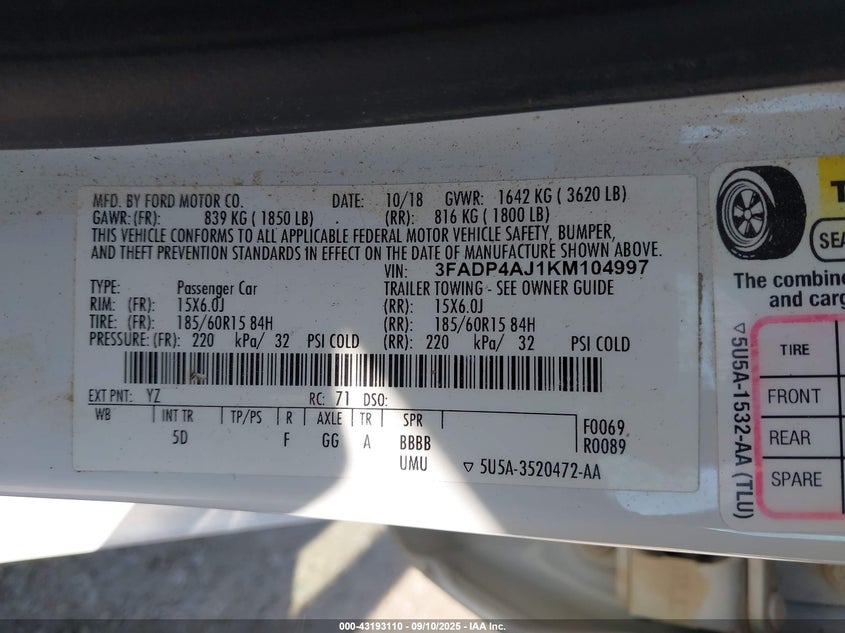 MFD. BY FORD MOTOR CO. DATE: 10/18 GVWR: 1642 KG ( 3620 LB)
GAWR: (FR): 839 KG ( 1850 LB) (RR): 816 KG ( 1800 LB)
THIS VEHICLE CONFORMS TO ALL APPLICABLE FEDERAL MOTOR VEHICLE SAFETY, BUMPER,
AND THEFT PREVENTION STANDARDS IN EFFECT ON THE DATE OF MANUFACTURE SHOWN ABOVE.
VIN: 3FADP4AJ1KM104997
TYPE: Passenger Car TRAILER TOWING - SEE OWNER GUIDE
RIM: (FR): 15X6.0J (RR): 15X6.0J
TIRE: (FR): 185/60R15 84H (RR): 185/60R15 84H
PRESSURE: (FR): 220 kPa/ 32 PSI COLD (RR): 220 kPa/ 32 PSI COLD
EXT PNT: YZ RC: 71 DSO:
WB INT TR TP/PS R AXLE TR SPR
5D F GG A BBBB
UMU
F0069
R0089
▽ 5U5A-3520472-AA
SEA
The combine
and carg
TIRE
FRONT
REAR
SPARE
▽ 5U5A-1532-AA (TLU)
000-43193110 - 09/10/2025 - IAA Inc.